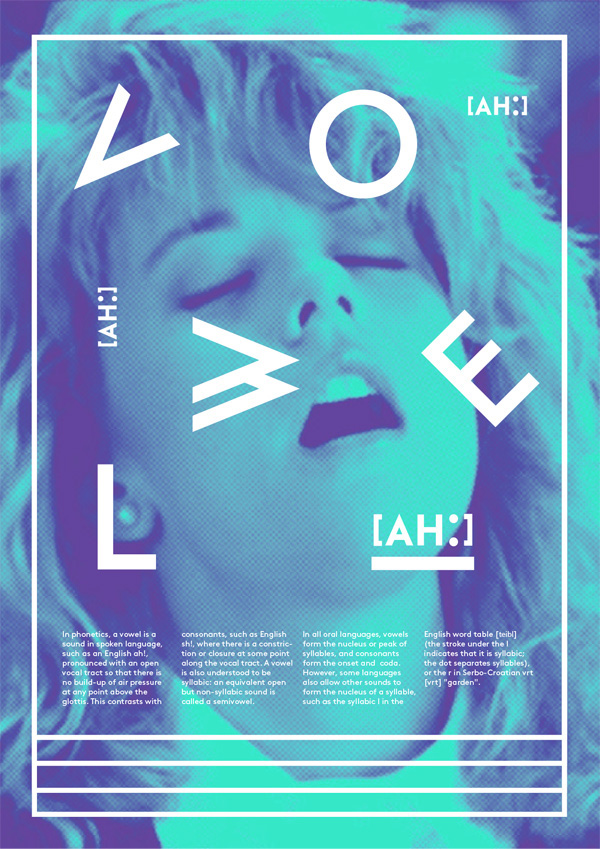 V O
[AH:]
[AH:]
W E
L
[AH:]
In phonetics, a vowel is a
sound in spoken language,
such as an English ah!,
pronounced with an open
vocal tract so that there is
no build-up of air pressure
at any point above the
glottis. This contrasts with
consonants, such as English
sh!, where there is a constric-
tion or closure at some point
along the vocal tract. A vowel
is also understood to be
syllabic: an equivalent open
but non-syllabic sound is
called a semivowel.
In all oral languages, vowels
form the nucleus or peak of
syllables, and consonants
form the onset and coda.
However, some languages
also allow other sounds to
form the nucleus of a syllable,
such as the syllabic l in the
English word table [teibl]
(the stroke under the l
indicates that it is syllabic;
the dot separates syllables),
or the r in Serbo-Croatian vrt
[vrt] "garden".